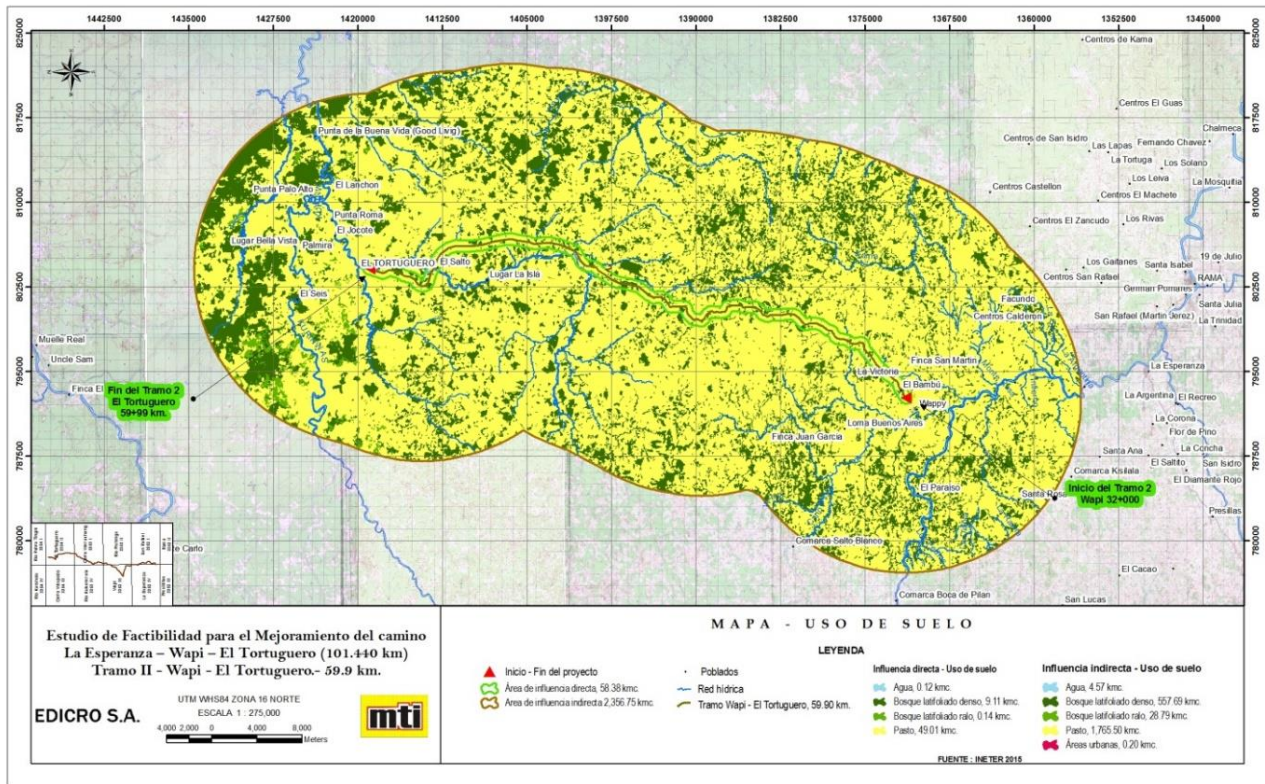 1442500 1435000 1427500 1420000 1412500 1405000 1397500 1390000 1382500 1375000 1367500 1360000 1352500 1345000
825000
817500
810000
802500
795000
787500
780000
825000
817500
810000
802500
795000
787500
780000
Centros de Kama
Centros El Guas
Chalmeca
Centros de San Isidro
Fernando Chavez
Las Lapas
La Tortuga
Los Solano
Los Leiva
La Mosquitia
Centros Castellon
Centros El Machete
Centros El Zancudo
Los Rivas
Los Gaitanes
19 de Julio
Santa Isabel
Centros San Rafael
RAMA
German Pomares
Santa Julia
San Rafael (Martin Jerez)
La Trinidad
La Esperanza
La Argentina
El Recreo
La Corona
Flor de Pino
Santa Ana
La Concha
El Saltito
San Isidro
Comarca Kisilala
El Diamante Rojo
Presillas
El Cacao
San Lucas
Punta de la Buena Vida (Good Livig)
El Lanchon
Punta Palo Alto
Punta Roma
El Jocote
Lugar Bella Vista
Palmira
EL TORTUGUERO
El Salto
Lugar La Isla
El Seis
Facundo
Centros Calderon
Finca San Martin
La Victoria
El Bambú
Wappy
Loma Buenos Aires
Finca Juan Garcia
El Paraiso
Santa Rosa
Comarca Salto Blanco
Comarca Boca de Pilan
Muelle Real
Uncle Sam
Finca El
Fin del Tramo 2
El Tortuguero
59+99 km.
Inicio del Tramo 2
Wapi 32+000
Estudio de Factibilidad para el Mejoramiento del camino
La Esperanza – Wapi – El Tortuguero (101.440 km)
Tramo II - Wapi - El Tortuguero.- 59.9 km.
UTM WHS84 ZONA 16 NORTE
ESCALA 1 : 275,000
EDICRO S.A.
4,000 2,000 0 4,000 8,000
Meters
mti
MAPA - USO DE SUELO
LEYENDA
Inicio - Fin del proyecto
Área de influencia directa, 58.38 kmc.
Area de influencia indirecta 2,356.75 kmc.
Poblados
Red hídrica
Tramo Wapi - El Tortuguero, 59.90 km.
Influencia directa - Uso de suelo
Agua, 0.12 kmc.
Bosque latifoliado denso, 9.11 kmc.
Bosque latifoliado ralo, 0.14 kmc.
Pasto, 49.01 kmc.
Influencia indirecta - Uso de suelo
Agua, 4.57 kmc.
Bosque latifoliado denso, 557.69 kmc.
Bosque latifoliado ralo, 28.79 kmc.
Pasto, 1,765.50 kmc.
Áreas urbanas, 0.20 kmc.
FUENTE : INETER 2015